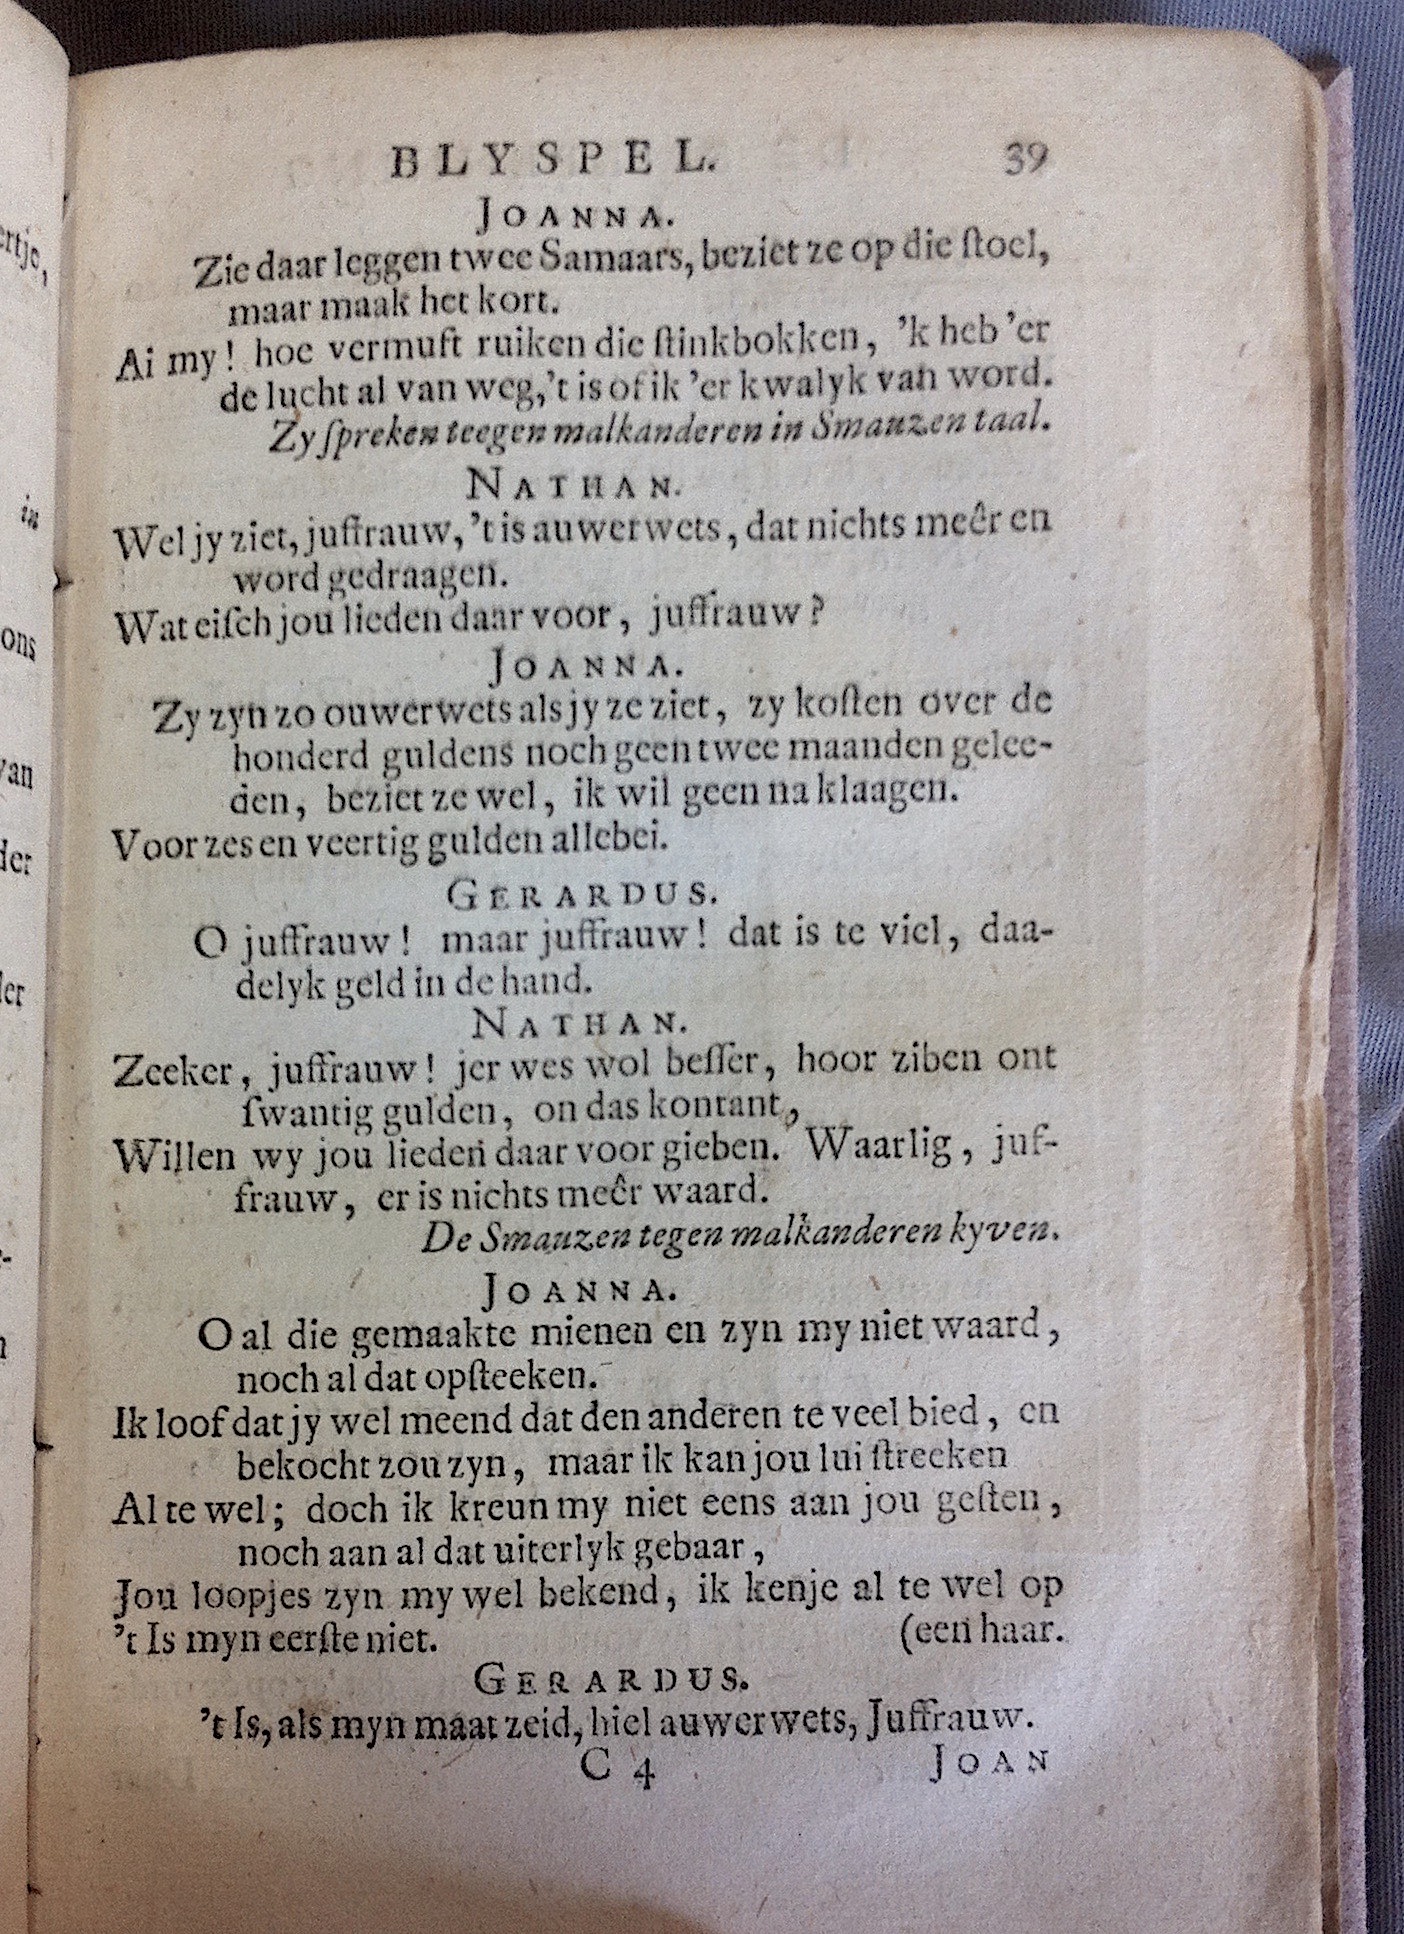 BLYSPEL. 39
JOANNA.
Zie daar leggen twee Samaars, beziet ze op die ſtoel,
maar maak het kort.
Ai my! hoe vermuft ruiken die ſtinkbokken, 'k heb 'er
de lucht al van weg, 't is of ik 'er kwalyk van word.
Zy ſpreken teegen malkanderen in Smauzen taal.
NATHAN.
Wel jy ziet, juffrauw, 't is auwerwets, dat nichts meêr en
word gedraagen.
Wat eiſch jou lieden daar voor, juffrauw?
JOANNA.
Zy zyn zo ouwerwets als jy ze ziet, zy koſten over de
honderd guldens noch geen twee maanden gelee-
den, beziet ze wel, ik wil geen na klaagen.
Voor zes en veertig gulden allebei.
GERARDUS.
O juffrauw! maar juffrauw! dat is te viel, daa-
delyk geld in de hand.
NATHAN.
Zeeker, juffrauw! jer wes wol beſſer, hoor ziben ont
ſwantig gulden, on das kontant,
Willen wy jou lieden daar voor gieben. Waarlig, juf-
frauw, er is nichts meêr waard.
De Smauzen tegen malkanderen kyven.
JOANNA.
O al die gemaakte mienen en zyn my niet waard,
noch al dat opſteeken.
Ik loof dat jy wel meend dat den anderen te veel bied, en
bekocht zou zyn, maar ik kan jou lui ſtreeken
Al te wel; doch ik kreun my niet eens aan jou geſten,
noch aan al dat uiterlyk gebaar,
Jou loopjes zyn my wel bekend, ik kenje al te wel op
't Is myn eerſte niet. (een haar.
GERARDUS.
't Is, als myn maat zeid, hiel auwerwets, Juffrauw.
C 4 JOAN
ertje,
in
ons
van
der